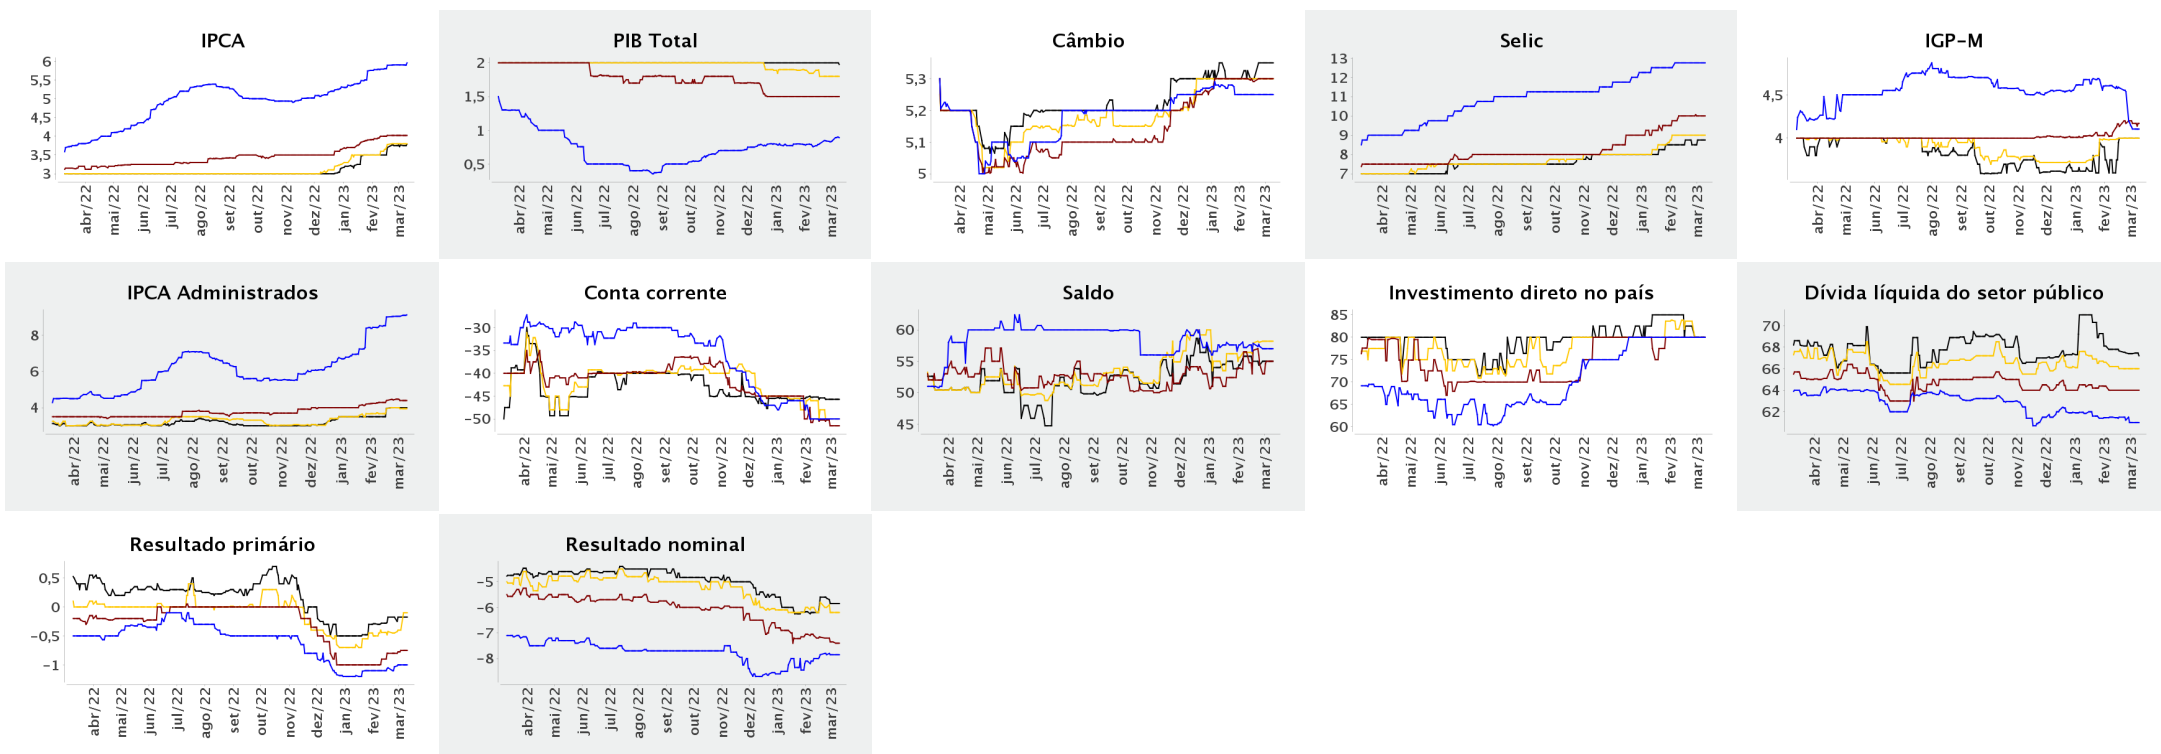 IPCA
6
5,5
5
4,5
4
3,5
3
abr/22
mai/22
jun/22
jul/22
ago/22
set/22
out/22
nov/22
dez/22
jan/23
fev/23
mar/23
PIB Total
2
1,5
1
0,5
abr/22
mai/22
jun/22
jul/22
ago/22
set/22
out/22
nov/22
dez/22
jan/23
fev/23
mar/23
Câmbio
5,3
5,2
5,1
5
abr/22
mai/22
jun/22
jul/22
ago/22
set/22
out/22
nov/22
dez/22
jan/23
fev/23
mar/23
Selic
13
12
11
10
9
8
7
abr/22
mai/22
jun/22
jul/22
ago/22
set/22
out/22
nov/22
dez/22
jan/23
fev/23
mar/23
IGP-M
4,5
4
abr/22
mai/22
jun/22
jul/22
ago/22
set/22
out/22
nov/22
dez/22
jan/23
fev/23
mar/23
IPCA Administrados
8
6
4
abr/22
mai/22
jun/22
jul/22
ago/22
set/22
out/22
nov/22
dez/22
jan/23
fev/23
mar/23
Conta corrente
-30
-35
-40
-45
-50
abr/22
mai/22
jun/22
jul/22
ago/22
set/22
out/22
nov/22
dez/22
jan/23
fev/23
mar/23
Saldo
60
55
50
45
abr/22
mai/22
jun/22
jul/22
ago/22
set/22
out/22
nov/22
dez/22
jan/23
fev/23
mar/23
Investimento direto no país
85
80
75
70
65
60
abr/22
mai/22
jun/22
jul/22
ago/22
set/22
out/22
nov/22
dez/22
jan/23
fev/23
mar/23
Dívida líquida do setor público
70
68
66
64
62
abr/22
mai/22
jun/22
jul/22
ago/22
set/22
out/22
nov/22
dez/22
jan/23
fev/23
mar/23
Resultado primário
0,5
0
-0,5
-1
abr/22
mai/22
jun/22
jul/22
ago/22
set/22
out/22
nov/22
dez/22
jan/23
fev/23
mar/23
Resultado nominal
-5
-6
-7
-8
abr/22
mai/22
jun/22
jul/22
ago/22
set/22
out/22
nov/22
dez/22
jan/23
fev/23
mar/23